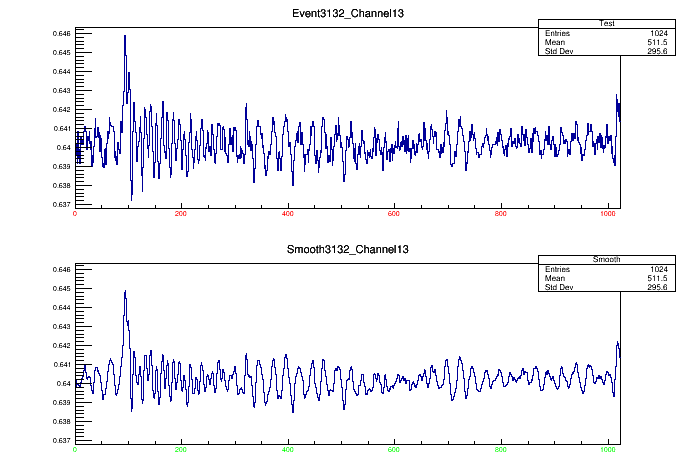 Event3132_Channel13
Test
Entries 1024
Mean 511.5
Std Dev 295.6
0.646
0.645
0.644
0.643
0.642
0.641
0.64
0.639
0.638
0.637
0 200 400 600 800 1000
Smooth3132_Channel13
Smooth
Entries 1024
Mean 511.5
Std Dev 295.6
0.646
0.645
0.644
0.643
0.642
0.641
0.64
0.639
0.638
0.637
0 200 400 600 800 1000